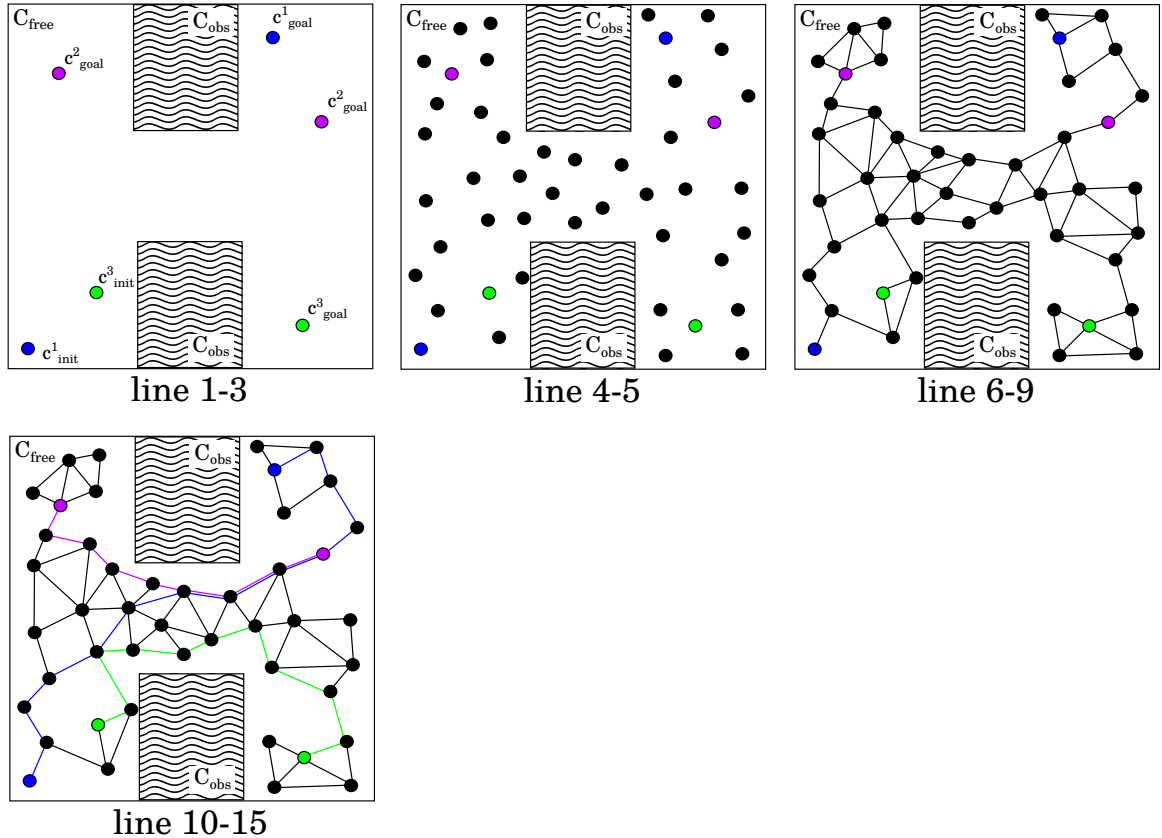 C_free
C_obs
c^1_goal
c^2_goal
c^2_goal
c^3_init
c^3_goal
c^1_init
C_obs
line 1-3
C_free
C_obs
C_obs
line 4-5
C_free
C_obs
C_obs
line 6-9
C_free
C_obs
C_obs
line 10-15